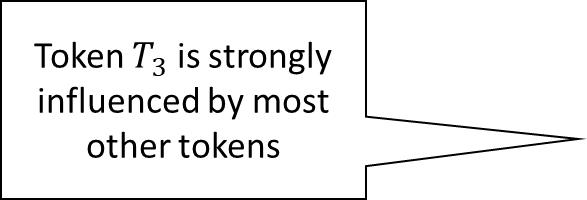 Token T₃ is strongly
influenced by most
other tokens